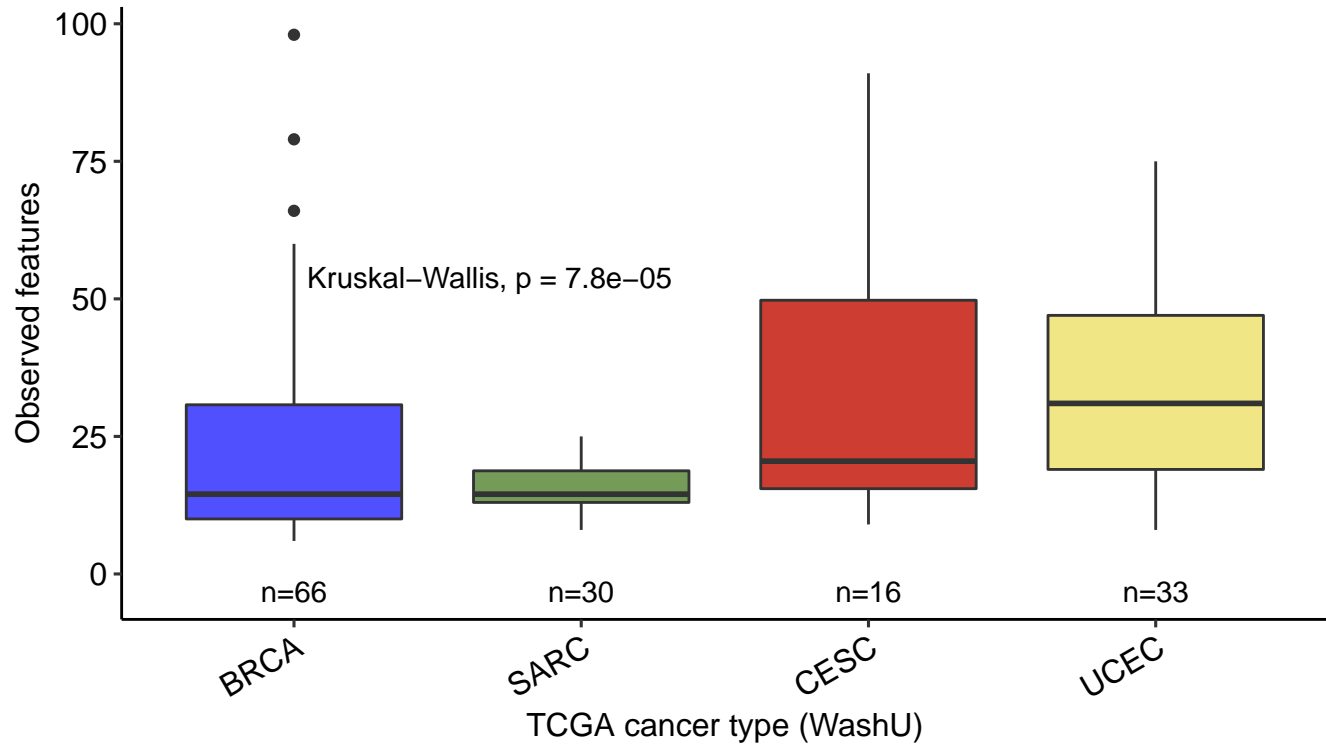 100
75
50
25
0
Observed features
Kruskal−Wallis, p = 7.8e−05
n=66 n=30 n=16 n=33
BRCA SARC CESC UCEC
TCGA cancer type (WashU)